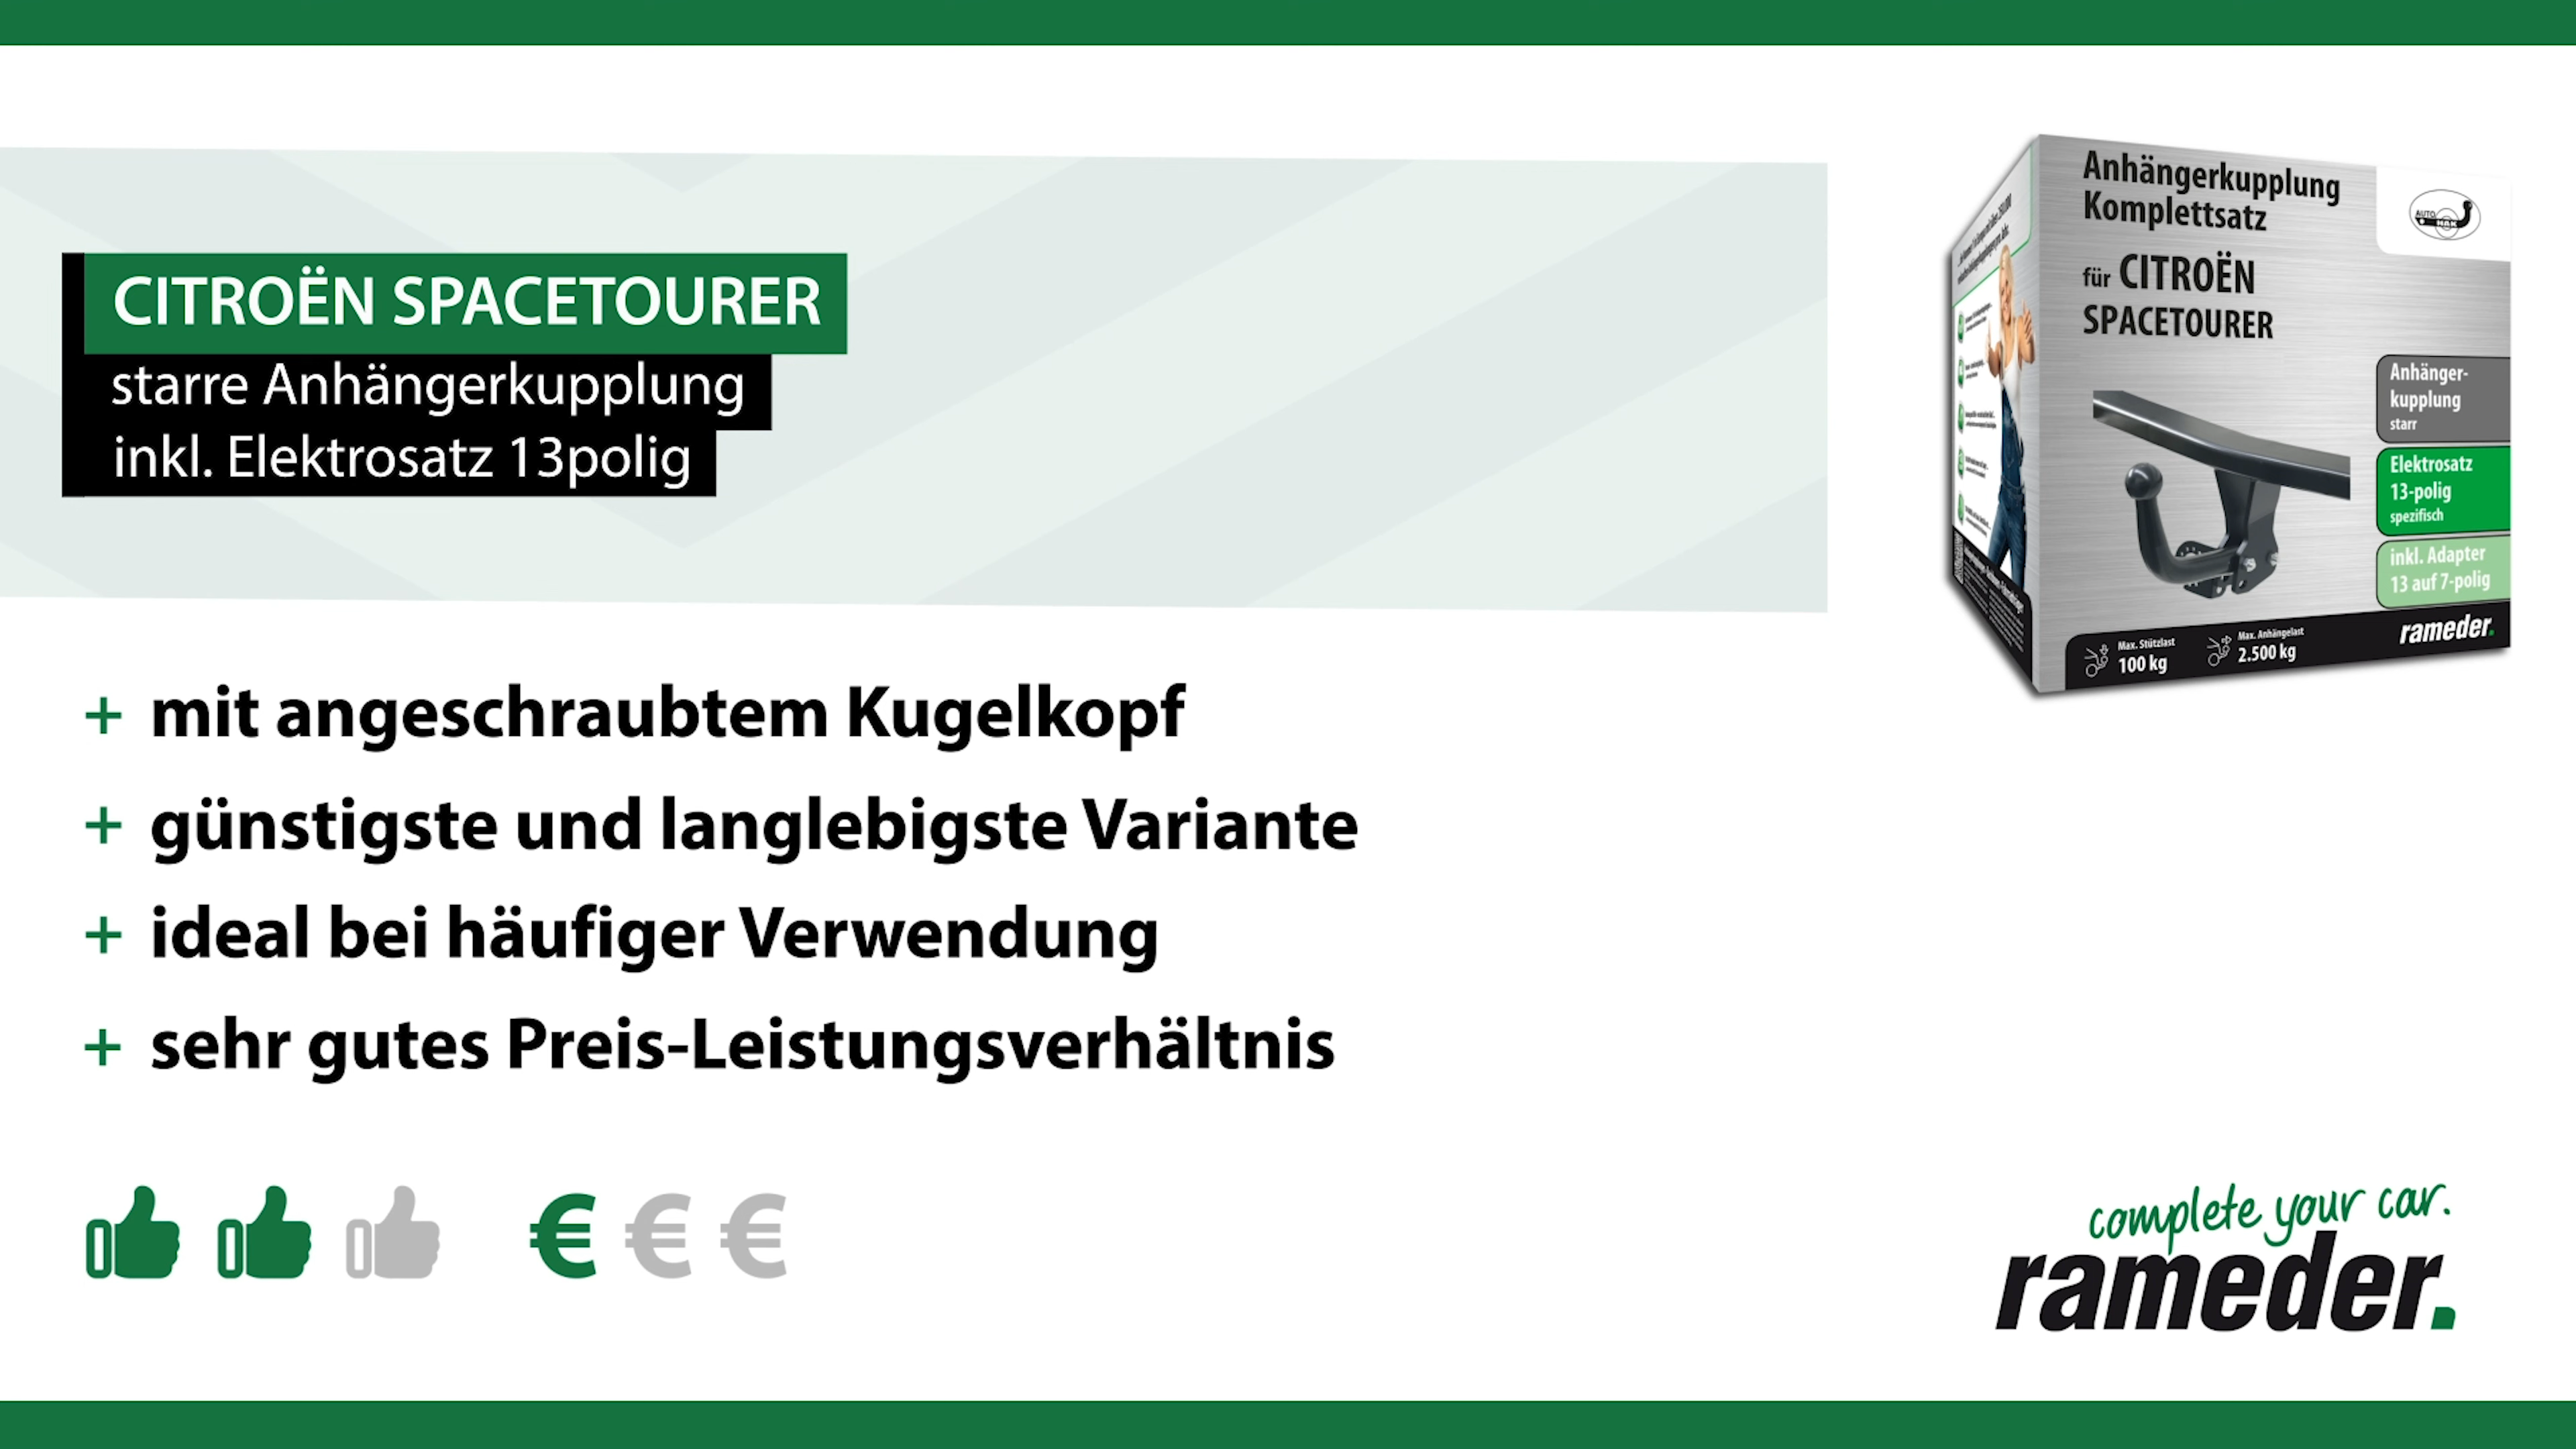 CITROËN SPACETOURER
starre Anhängerkupplung
inkl. Elektrosatz 13polig
+ mit angeschraubtem Kugelkopf
+ günstigste und langlebigste Variante
+ ideal bei häufiger Verwendung
+ sehr gutes Preis-Leistungsverhältnis
€ € €
Anhängerkupplung
Komplettsatz
für CITROËN
SPACETOURER
AUTO
HAK
Anhänger-
kupplung
starr
Elektrosatz
13-polig
spezifisch
inkl. Adapter
13 auf 7-polig
Max. Stützlast
100 kg
Max. Anhängelast
2.500 kg
rameder.
complete your car.
rameder.